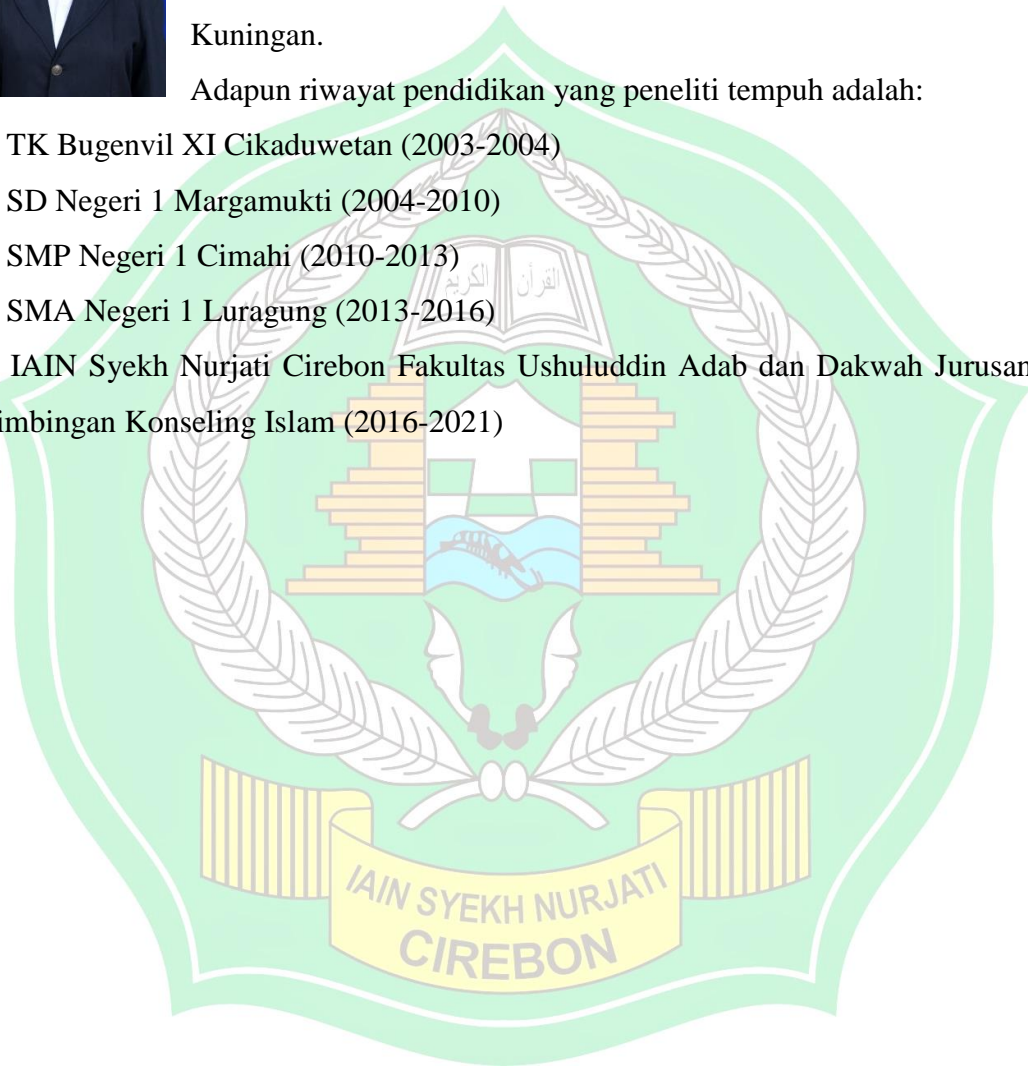 Kuningan.
Adapun riwayat pendidikan yang peneliti tempuh adalah:
TK Bugenvil XI Cikaduwetan (2003-2004)
SD Negeri 1 Margamukti (2004-2010)
SMP Negeri 1 Cimahi (2010-2013)
SMA Negeri 1 Luragung (2013-2016)
IAIN Syekh Nurjati Cirebon Fakultas Ushuluddin Adab dan Dakwah Jurusan
imbingan Konseling Islam (2016-2021)
القرآن الكريم
IAIN SYEKH NURJATI
CIREBON